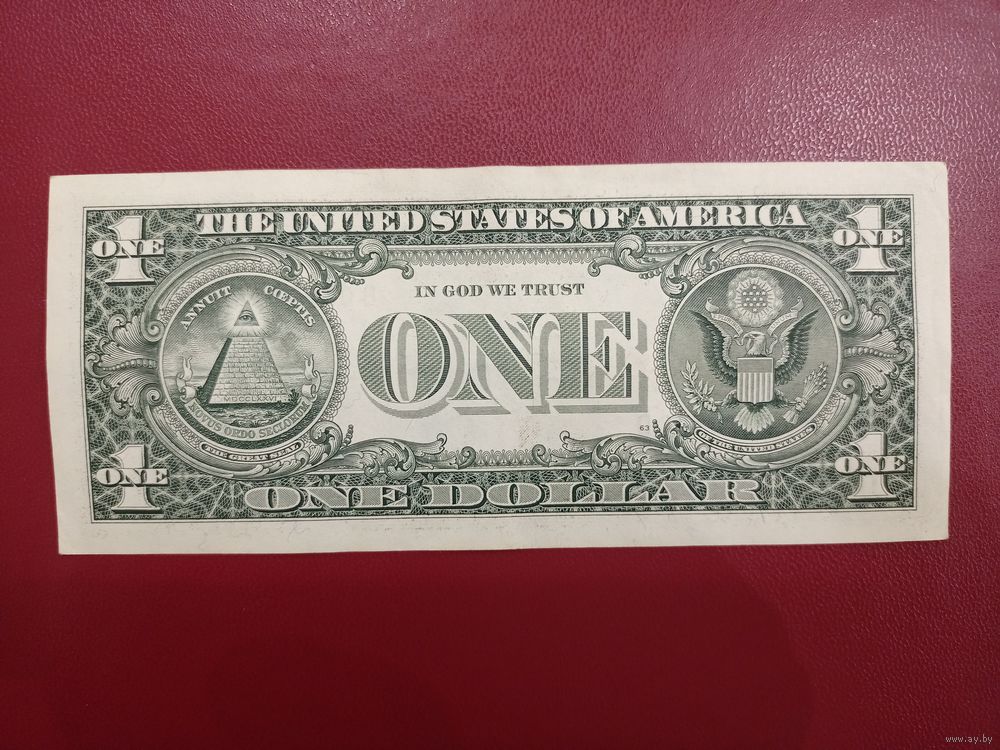 THE UNITED STATES OF AMERICA
1
ONE
1
ONE
IN GOD WE TRUST
ANNUIT CŒPTIS
ONE
MDCCLXXVI
NOVUS ORDO SECLORUM
THE GREAT SEAL
63
OF THE UNITED STATES
1
ONE
1
ONE
ONE DOLLAR
www.ay.by